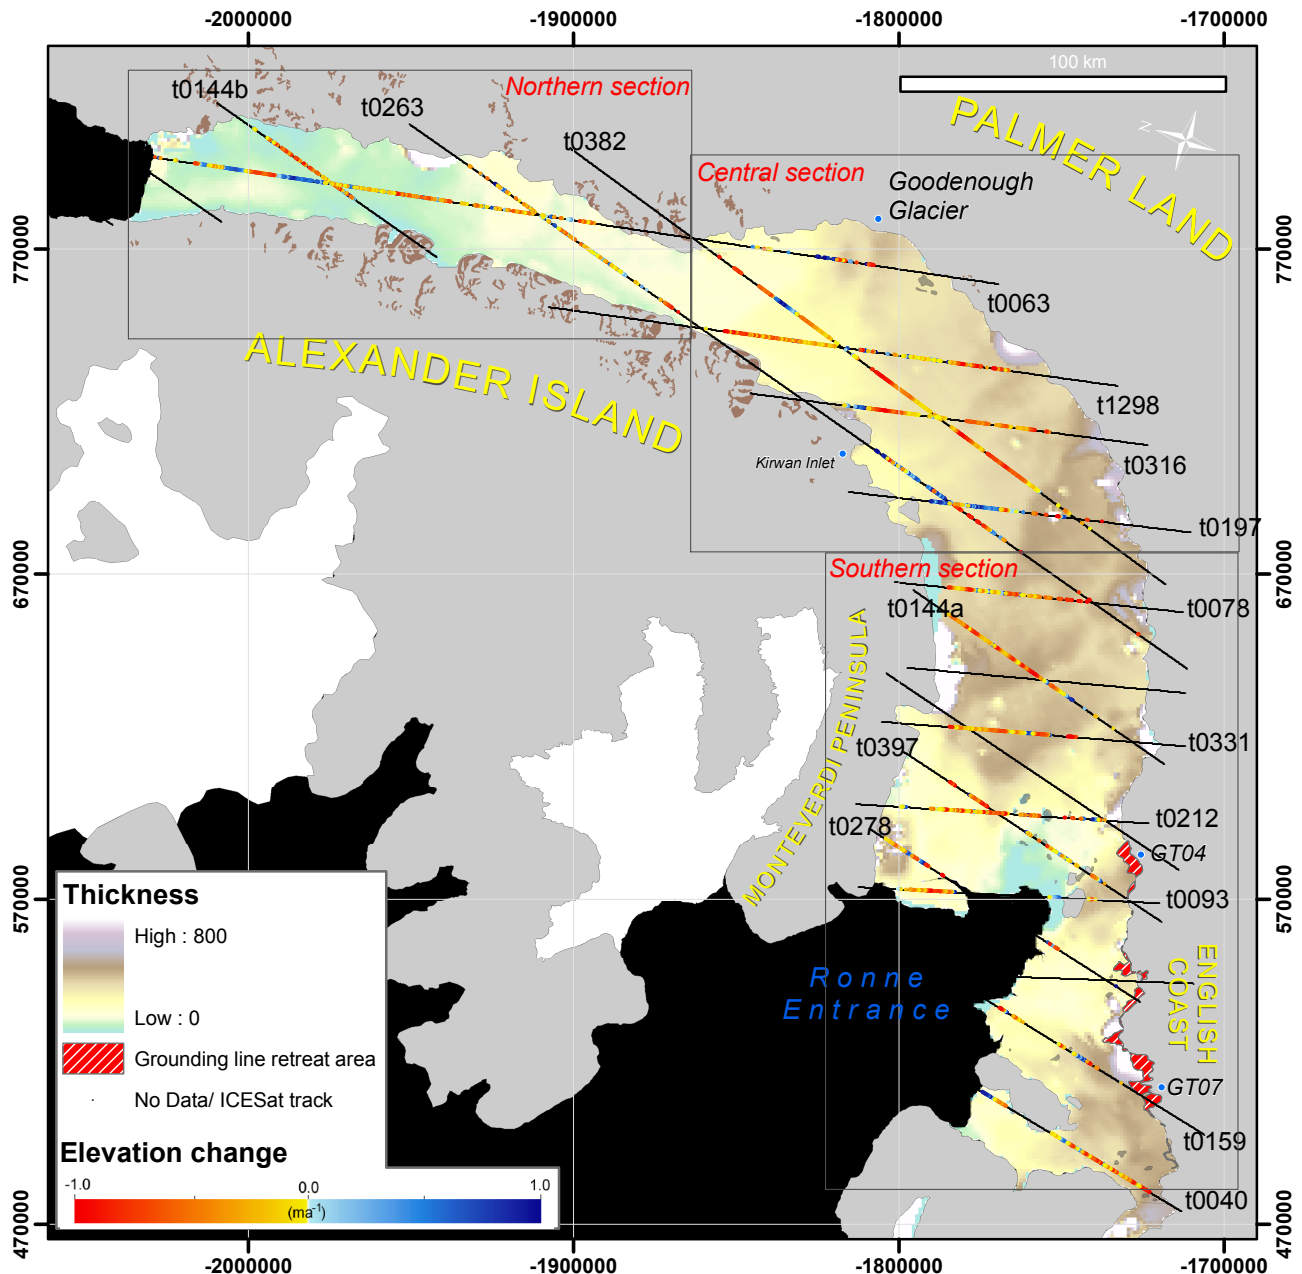 -2000000
-1900000
-1800000
-1700000
100 km
PALMER LAND
N
t0144b
t0263
t0382
Northern section
Central section
Goodenough
Glacier
770000
770000
t0063
ALEXANDER ISLAND
t1298
t0316
Kirwan Inlet
t0197
670000
670000
Southern section
t0144a
t0078
MONTEVERDI PENINSULA
t0397
t0331
t0278
t0212
GT04
570000
570000
t0093
Ronne
Entrance
ENGLISH
COAST
GT07
t0159
t0040
470000
470000
Thickness
High : 800
Low : 0
Grounding line retreat area
No Data/ ICESat track
Elevation change
-1.0
0.0
1.0
(ma-1)
-2000000
-1900000
-1800000
-1700000